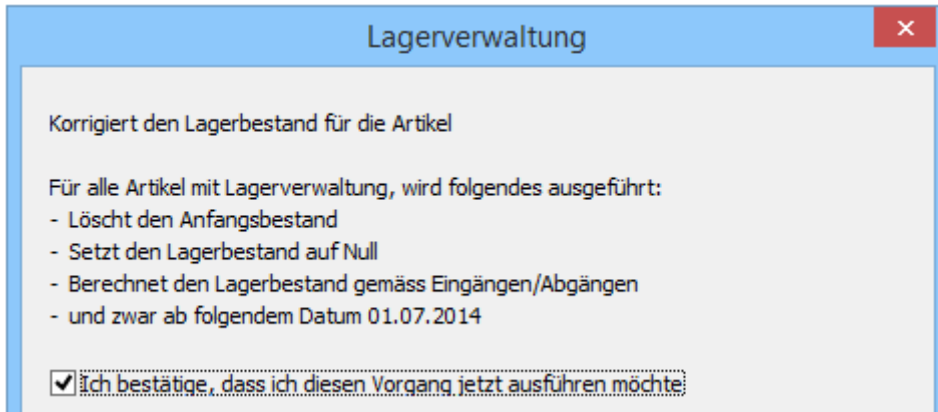 Lagerverwaltung
Korrigiert den Lagerbestand für die Artikel
Für alle Artikel mit Lagerverwaltung, wird folgendes ausgeführt:
- Löscht den Anfangsbestand
- Setzt den Lagerbestand auf Null
- Berechnet den Lagerbestand gemäss Eingängen/Abgängen
- und zwar ab folgendem Datum 01.07.2014
Ich bestätige, dass ich diesen Vorgang jetzt ausführen möchte